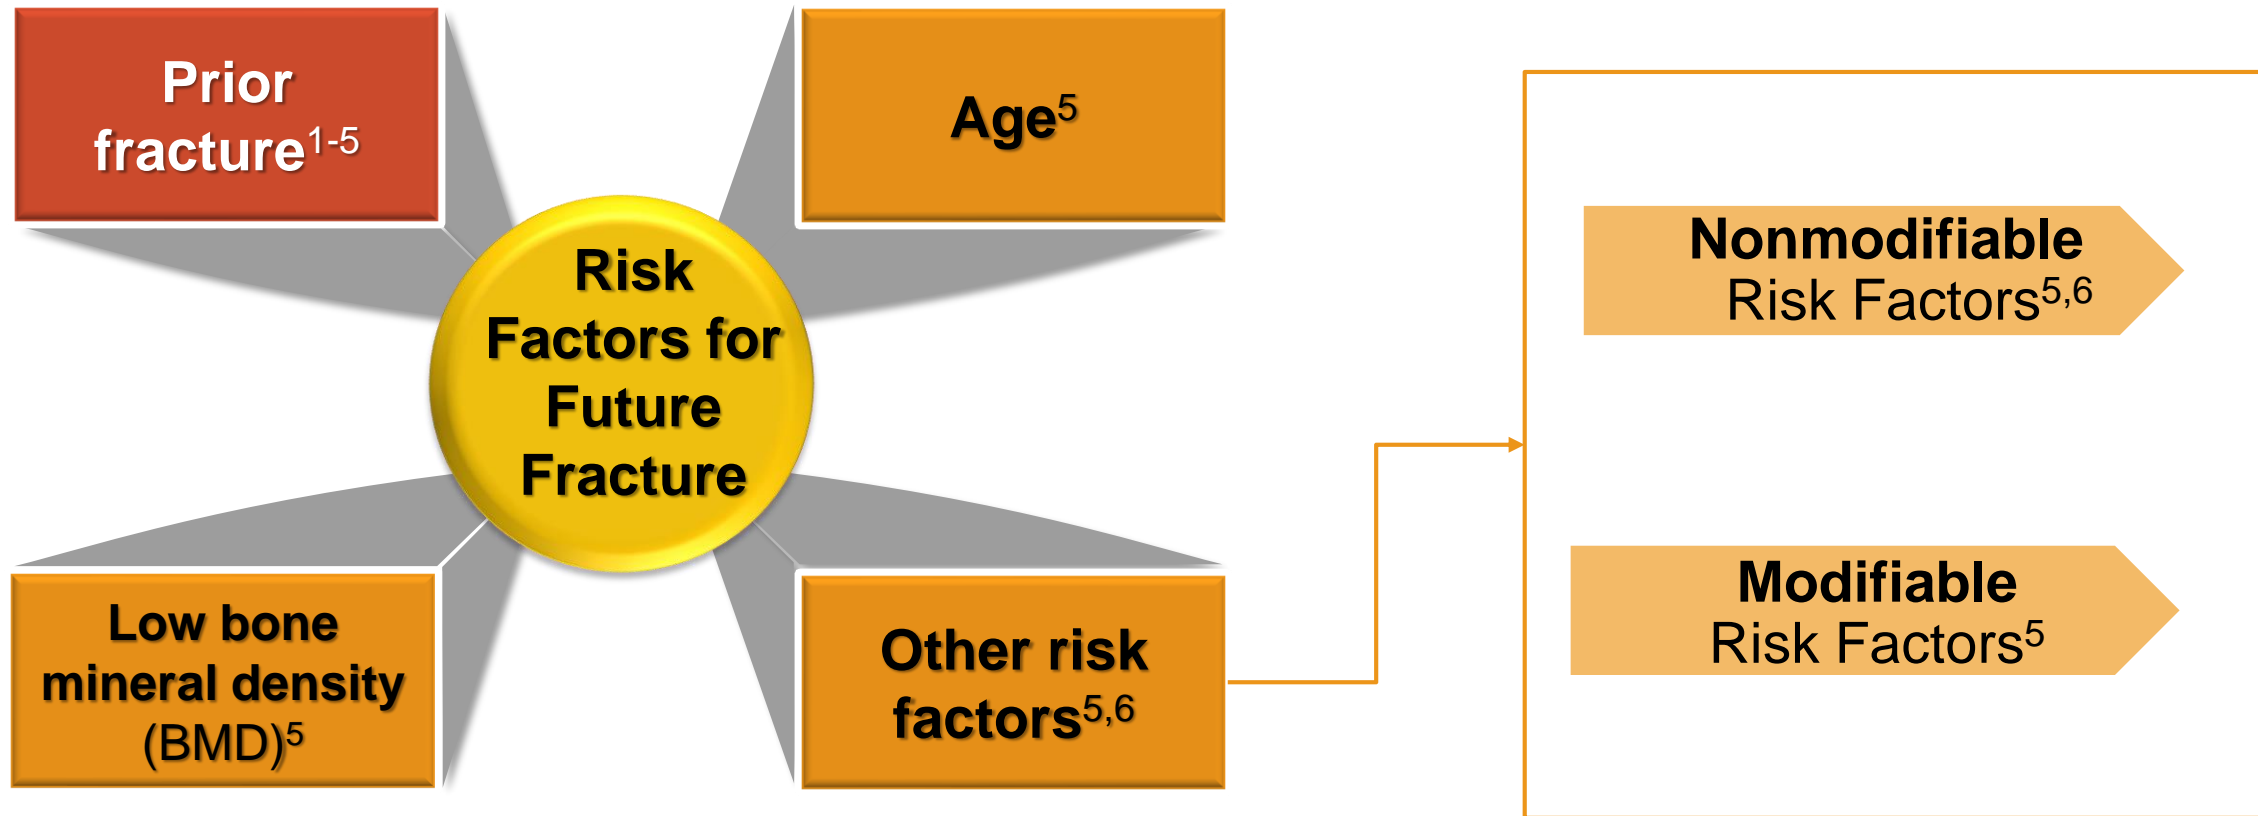 Prior
fracture1-5
Age5
Risk
Factors for
Future
Fracture
Low bone
mineral density
(BMD)5
Other risk
factors5,6
Nonmodifiable
Risk Factors5,6
Modifiable
Risk Factors5